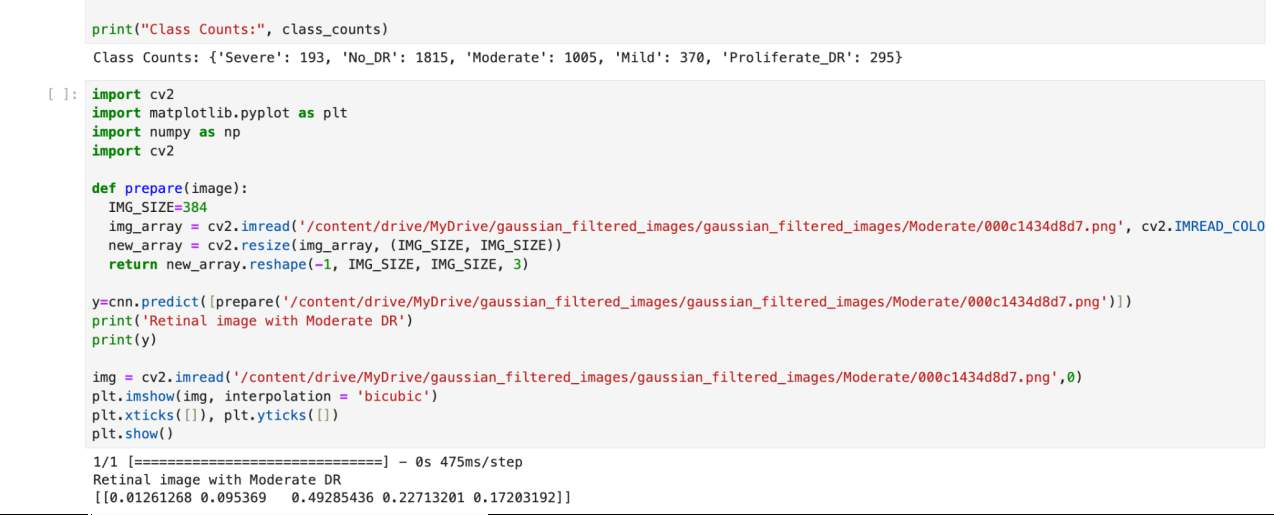 print("Class Counts:", class_counts)
Class Counts: {'Severe': 193, 'No_DR': 1815, 'Moderate': 1005, 'Mild': 370, 'Proliferate_DR': 295}
[ ]: import cv2
import matplotlib.pyplot as plt
import numpy as np
import cv2
def prepare(image):
  IMG_SIZE=384
  img_array = cv2.imread('/content/drive/MyDrive/gaussian_filtered_images/gaussian_filtered_images/Moderate/000c1434d8d7.png', cv2.IMREAD_COLO
  new_array = cv2.resize(img_array, (IMG_SIZE, IMG_SIZE))
  return new_array.reshape(-1, IMG_SIZE, IMG_SIZE, 3)
y=cnn.predict([prepare('/content/drive/MyDrive/gaussian_filtered_images/gaussian_filtered_images/Moderate/000c1434d8d7.png')])
print('Retinal image with Moderate DR')
print(y)
img = cv2.imread('/content/drive/MyDrive/gaussian_filtered_images/gaussian_filtered_images/Moderate/000c1434d8d7.png',0)
plt.imshow(img, interpolation = 'bicubic')
plt.xticks([]), plt.yticks([])
plt.show()
1/1 [==============================] - 0s 475ms/step
Retinal image with Moderate DR
[[0.01261268 0.095369   0.49285436 0.22713201 0.17203192]]